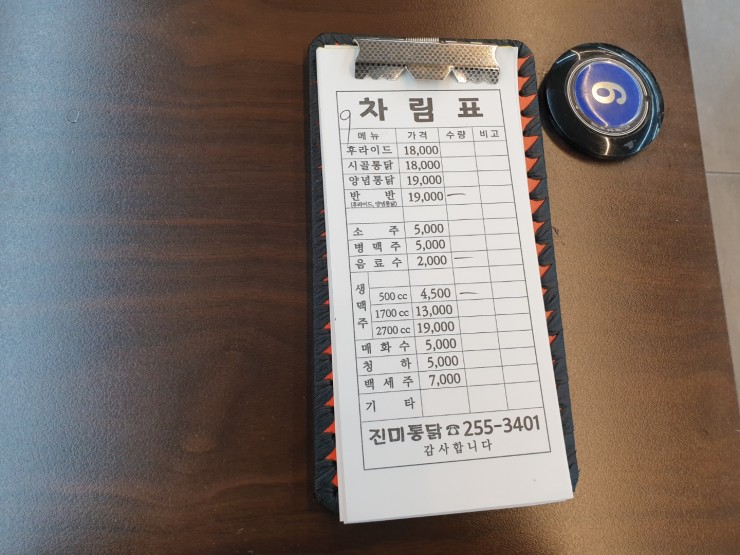 차림표
9
메뉴 가격 수량 비고
후라이드 18,000
시골통닭 18,000
양념통닭 19,000
반반 19,000 —
(후라이드, 양념통닭)
소주 5,000
병맥주 5,000
음료수 2,000 —
생맥주
500 cc 4,500 —
1700 cc 13,000
2700 cc 19,000
매화수 5,000
청하 5,000
백세주 7,000
기타
진미통닭 ☎ 255-3401
감사합니다
9